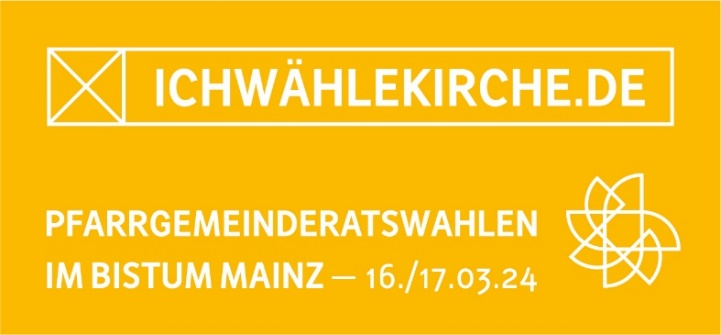 ICHWÄHLEKIRCHE.DE
PFARRGEMEINDERATSWAHLEN
IM BISTUM MAINZ — 16./17.03.24